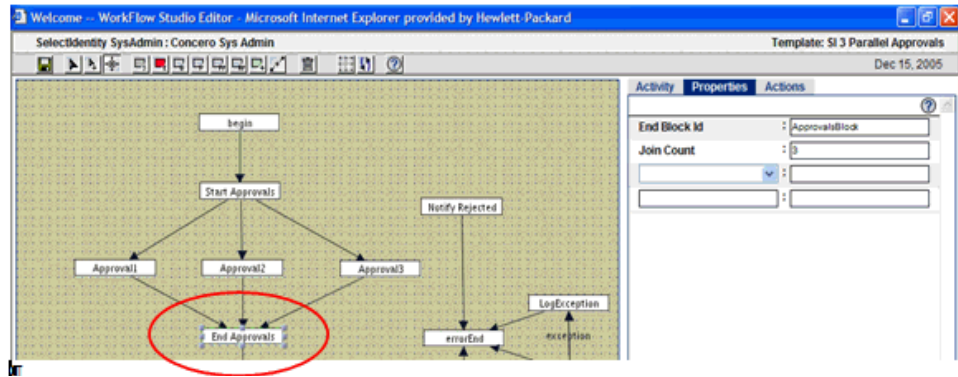 Welcome -- WorkFlow Studio Editor - Microsoft Internet Explorer provided by Hewlett-Packard
SelectIdentity SysAdmin : Concero Sys Admin
Template: SI 3 Parallel Approvals
Dec 15, 2005
Activity Properties Actions
End Block Id : ApprovalsBlock
Join Count : 3
:
:
begin
Start Approvals
Notify Rejected
Approval1 Approval2 Approval3
LogException
End Approvals
errorEnd
exception